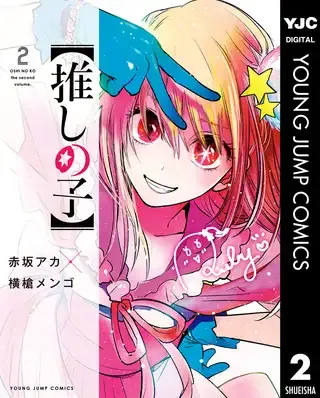 2
OSHI NO KO
the second
volume.
【推しの子】
赤坂アカ×
横槍メンゴ
YOUNG JUMP COMICS
Ruby
YJC
DIGITAL
YOUNG JUMP COMICS
2
SHUEISHA